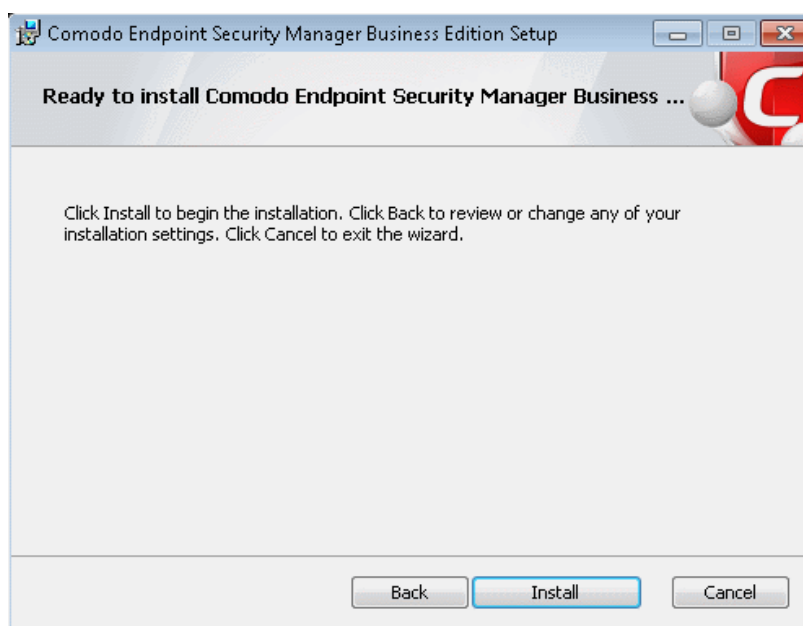 Comodo Endpoint Security Manager Business Edition Setup
Ready to install Comodo Endpoint Security Manager Business ...
Click Install to begin the installation. Click Back to review or change any of your
installation settings. Click Cancel to exit the wizard.
Back Install Cancel